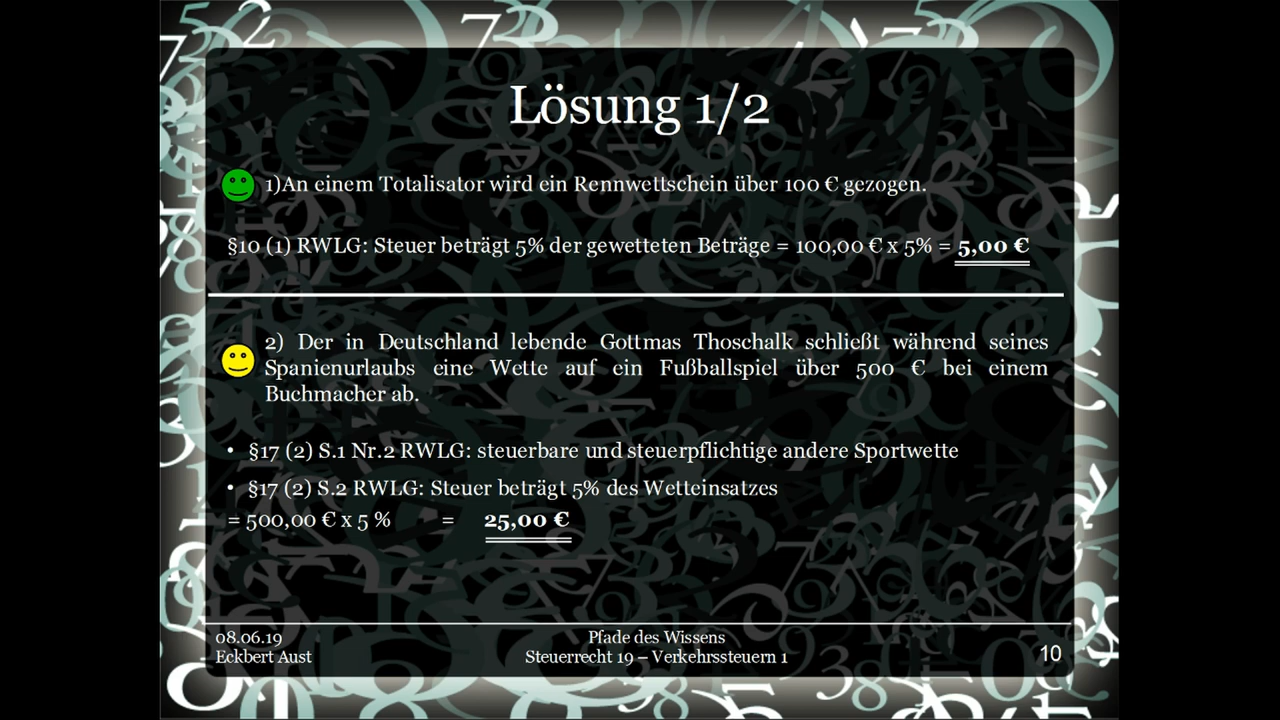 Lösung 1/2
1)An einem Totalisator wird ein Rennwettschein über 100 € gezogen.
§10 (1) RWLG: Steuer beträgt 5% der gewetteten Beträge = 100,00 € x 5% = 5,00 €
2) Der in Deutschland lebende Gottmas Thoschalk schließt während seines
Spanienurlaubs eine Wette auf ein Fußballspiel über 500 € bei einem
Buchmacher ab.
• §17 (2) S.1 Nr.2 RWLG: steuerbare und steuerpflichtige andere Sportwette
• §17 (2) S.2 RWLG: Steuer beträgt 5% des Wetteinsatzes
= 500,00 € x 5 % = 25,00 €
08.06.19
Eckbert Aust
Pfade des Wissens
Steuerrecht 19 – Verkehrssteuern 1
10